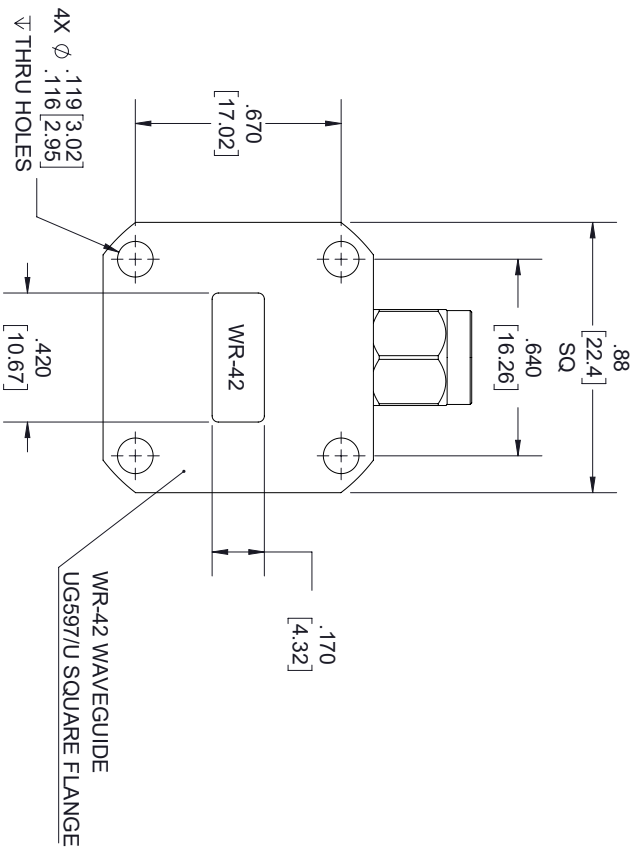 .88
[22.4]
SQ
.640
[16.26]
.670
[17.02]
4X ∅ .119 [3.02]
.116 [2.95]
↧ THRU HOLES
WR-42
.420
[10.67]
.170
[4.32]
WR-42 WAVEGUIDE
UG597/U SQUARE FLANGE